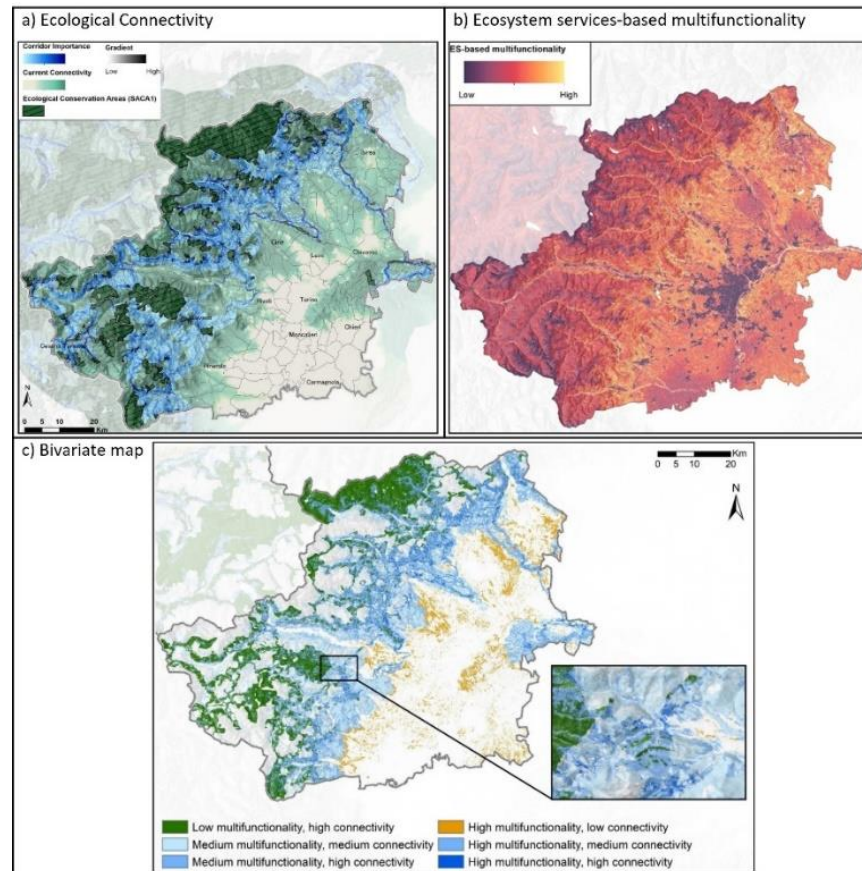 a) Ecological Connectivity
Corridor Importance
Gradient
Low High
Current Connectivity
Ecological Conservation Areas (SACA1)
Ciriè
Chivasso
Rivoli
Torino
Moncalieri
Chieri
Pinerolo
Carmagnola
N
0 5 10 20
Km
b) Ecosystem services-based multifunctionality
ES-based multifunctionality
Low High
c) Bivariate map
Km
0 5 10 20
N
Low multifunctionality, high connectivity
Medium multifunctionality, medium connectivity
Medium multifunctionality, high connectivity
High multifunctionality, low connectivity
High multifunctionality, medium connectivity
High multifunctionality, high connectivity